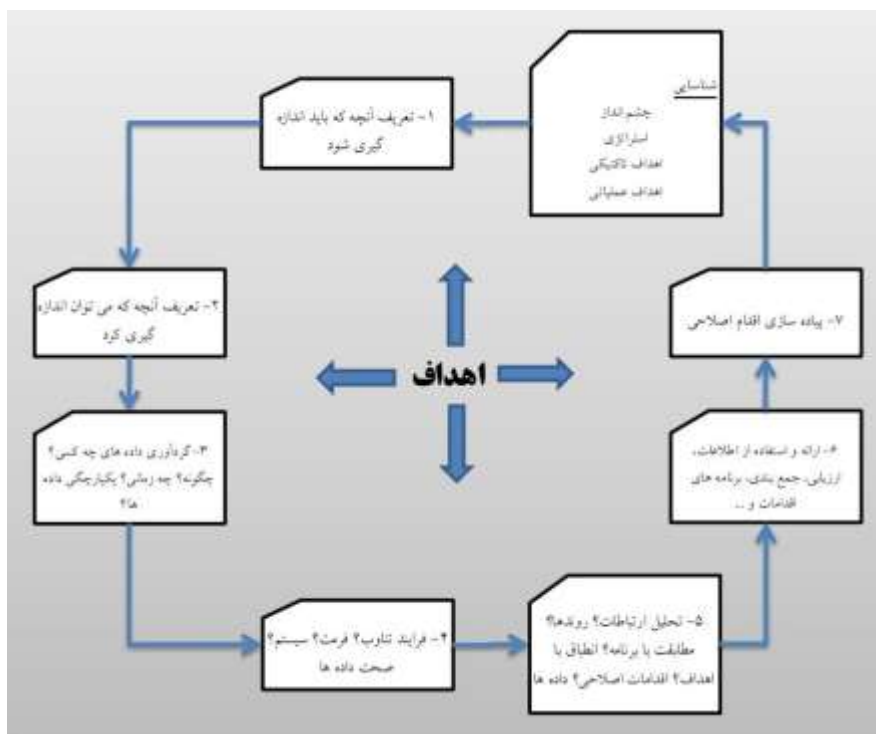 شناسایی
چشم انداز
استراتژی
اهداف تاکتیکی
اهداف عملیاتی
۱- تعریف آنچه که باید اندازه
گیری شود
۲- تعریف آنچه که می توان اندازه
گیری کرد
۳-گردآوری داده های چه کسی؟
چگونه؟ چه زمانی؟ یکپارچگی داده
ها؟
۴- فرایند تناوب؟ فرمت؟ سیستم؟
صحت داده ها
۵- تحلیل ارتباطات؟ روندها؟
مطابقت با برنامه؟ انطباق با
اهداف؟ اقدامات اصلاحی؟ داده ها
۶- ارائه و استفاده از اطلاعات،
ارزیابی، جمع بندی، برنامه های
اقدامات و ..
۷- پیاده سازی اقدام اصلاحی
اهداف